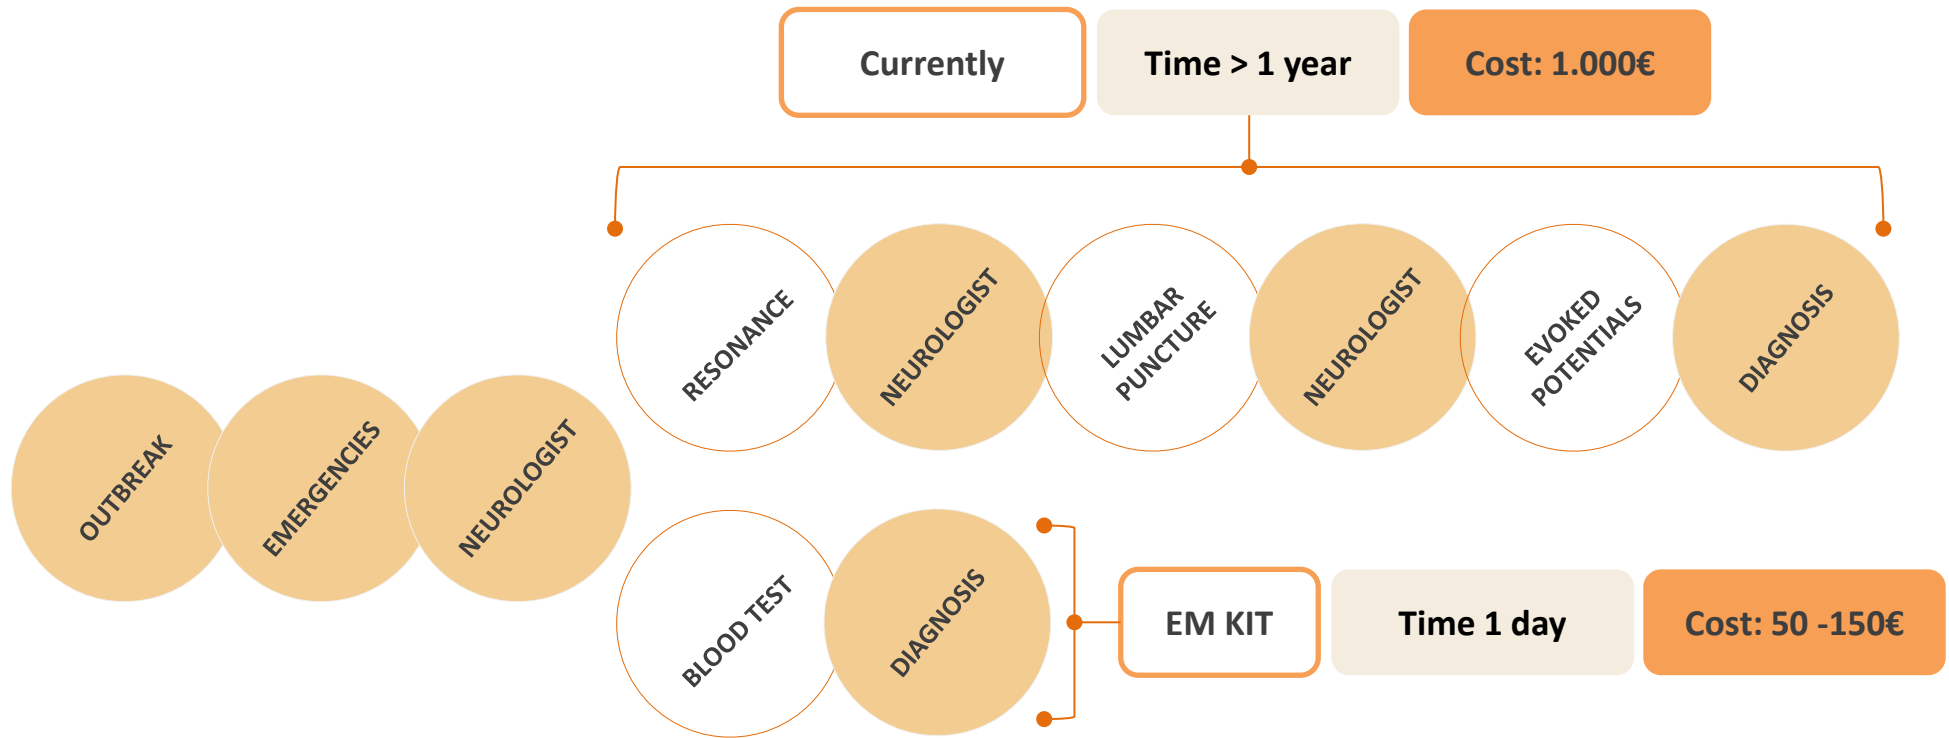 Currently
Time > 1 year
Cost: 1.000€
RESONANCE
NEUROLOGIST
LUMBAR
PUNCTURE
NEUROLOGIST
EVOKED
POTENTIALS
DIAGNOSIS
OUTBREAK
EMERGENCIES
NEUROLOGIST
BLOOD TEST
DIAGNOSIS
EM KIT
Time 1 day
Cost: 50 -150€